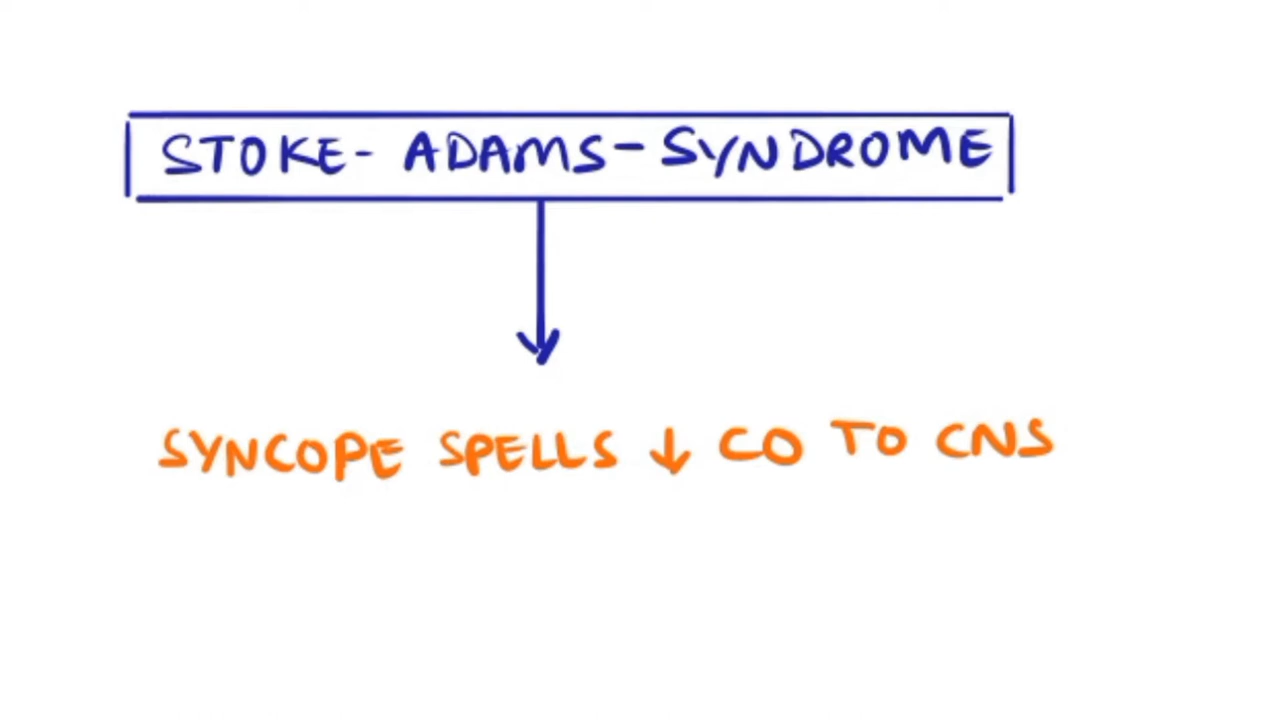 STOKE- ADAMS-SYNDROME
SYNCOPE SPELLS ↓ CO TO CNS